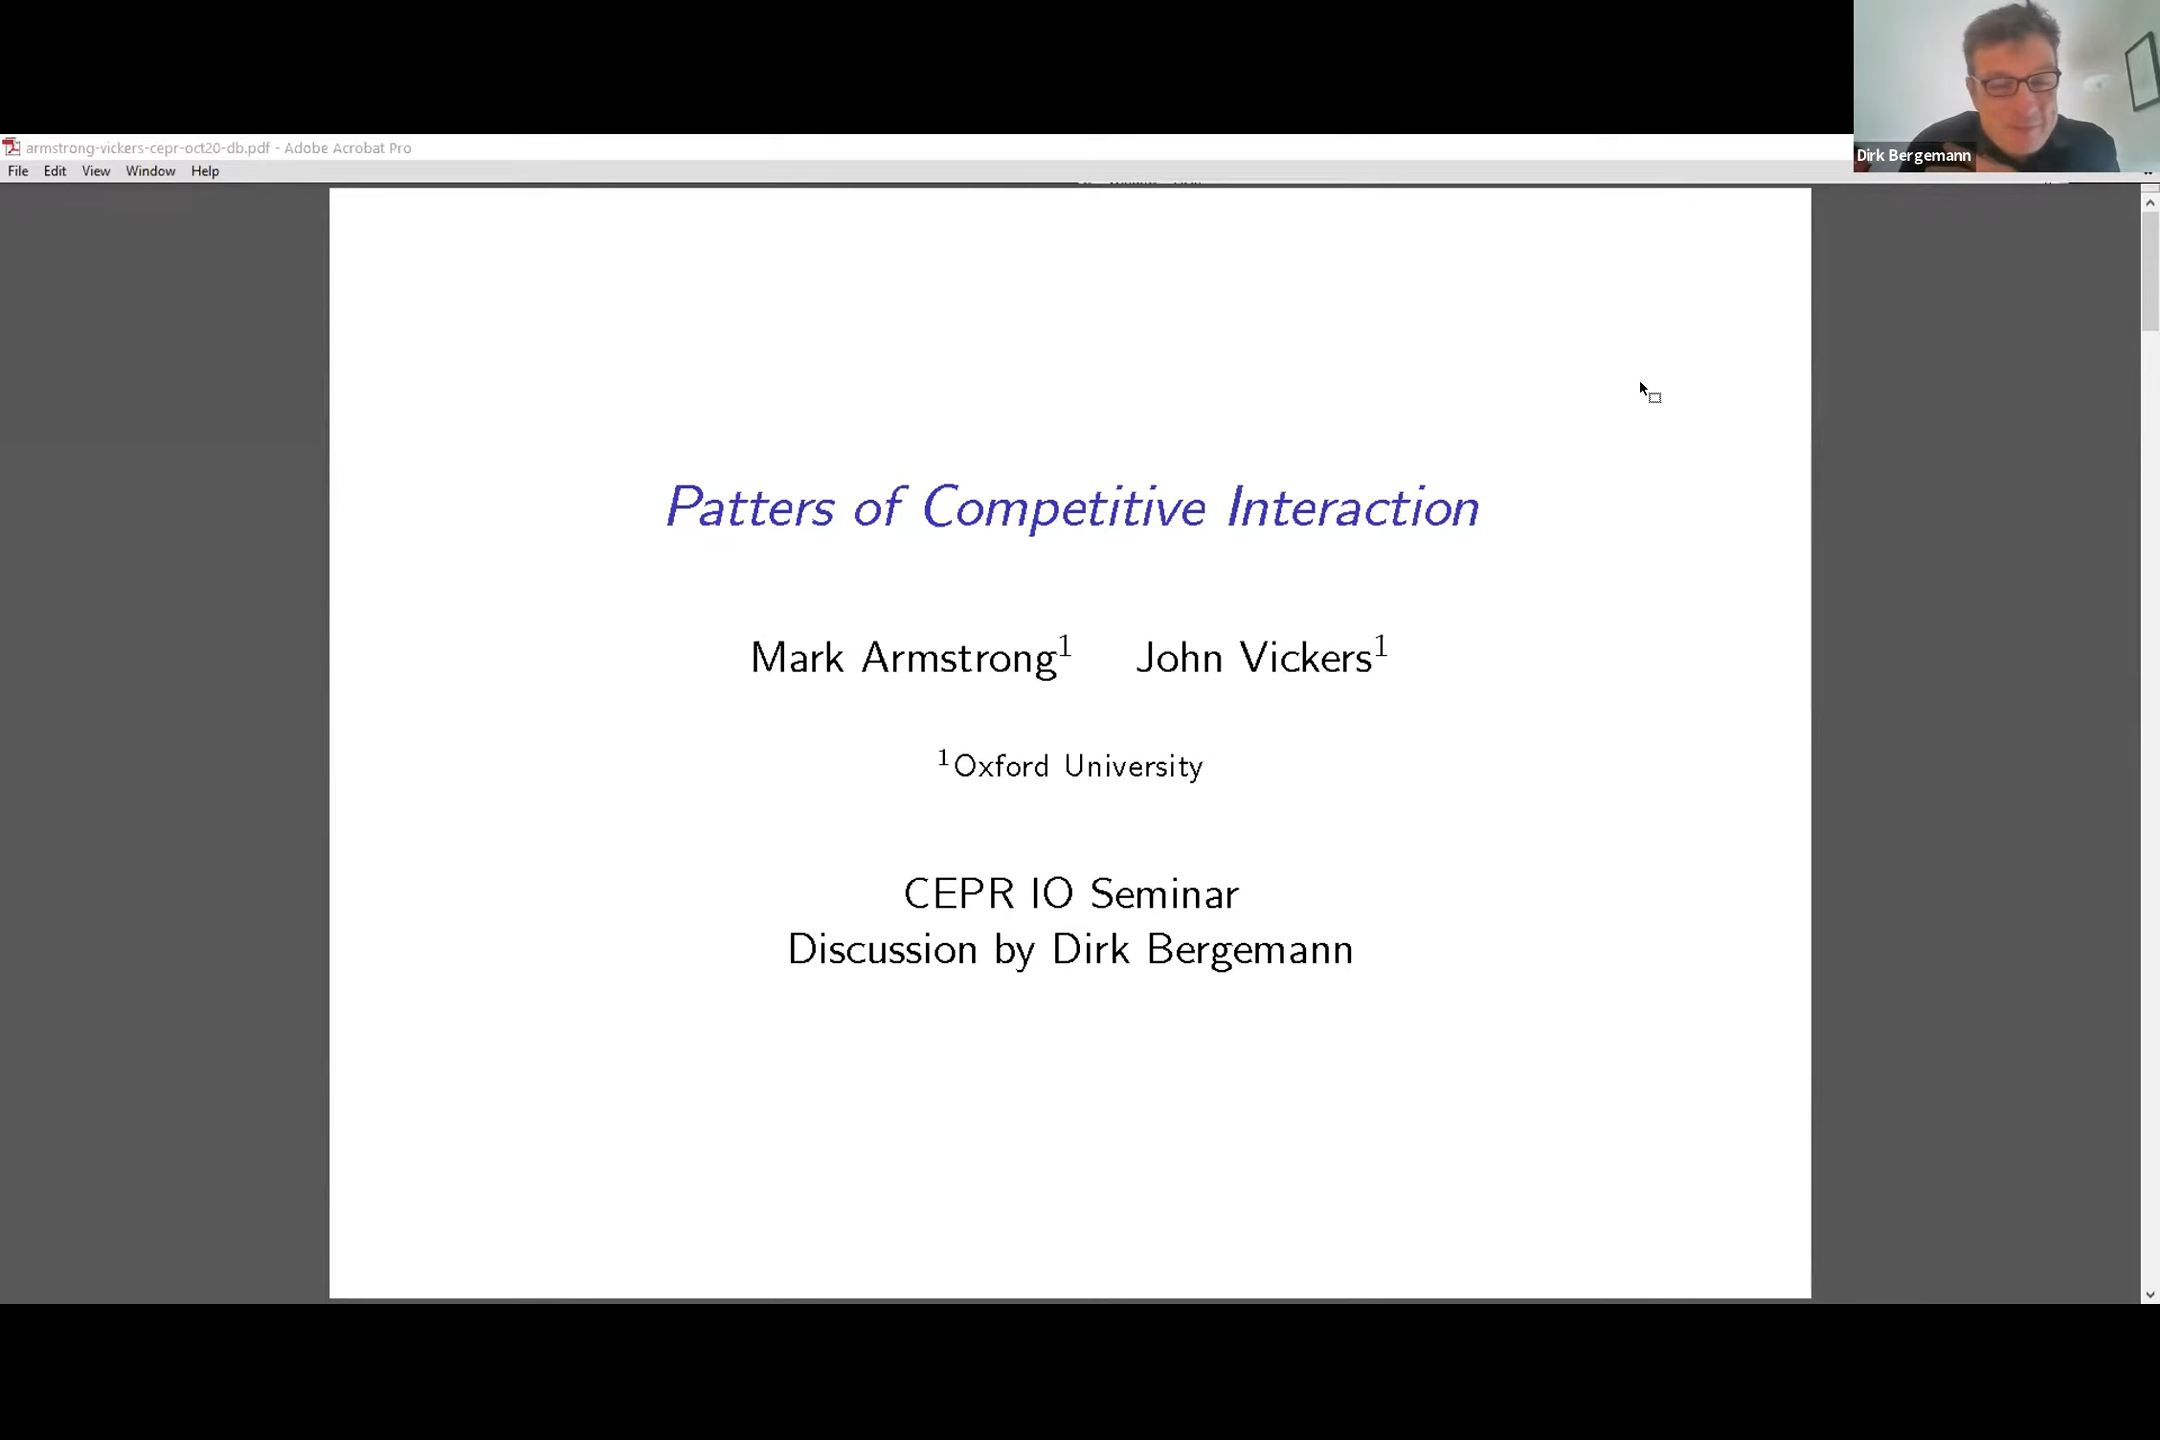 Dirk Bergemann
armstrong-vickers-cepr-oct20-db.pdf - Adobe Acrobat Pro
File Edit View Window Help
Patters of Competitive Interaction
Mark Armstrong¹ John Vickers¹
¹Oxford University
CEPR IO Seminar
Discussion by Dirk Bergemann